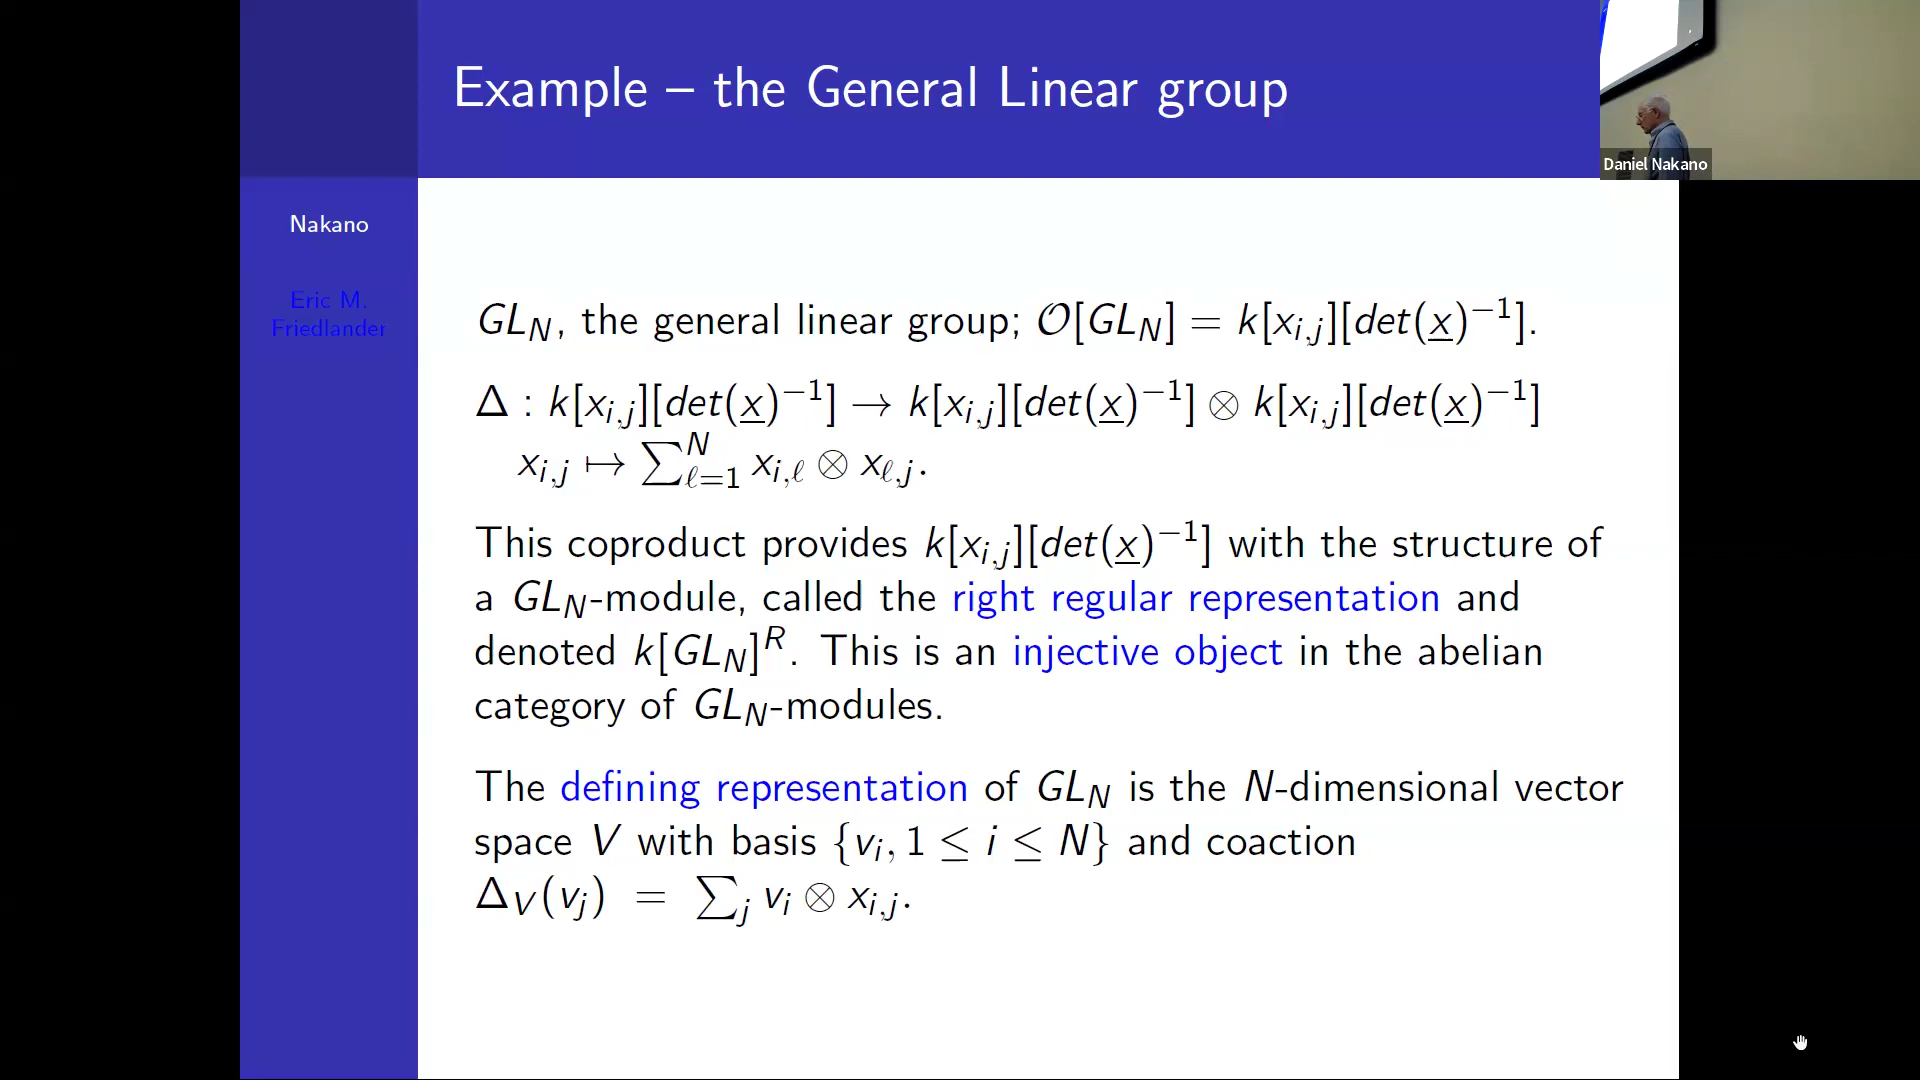 Example – the General Linear group
Daniel Nakano
Nakano
Eric M.
Friedlander
GL_N, the general linear group; 𝒪[GL_N] = k[x_{i,j}][det(x̲)^{−1}].
Δ : k[x_{i,j}][det(x̲)^{−1}] → k[x_{i,j}][det(x̲)^{−1}] ⊗ k[x_{i,j}][det(x̲)^{−1}]
x_{i,j} ↦ ∑_{ℓ=1}^{N} x_{i,ℓ} ⊗ x_{ℓ,j}.
This coproduct provides k[x_{i,j}][det(x̲)^{−1}] with the structure of
a GL_N-module, called the right regular representation and
denoted k[GL_N]^R. This is an injective object in the abelian
category of GL_N-modules.
The defining representation of GL_N is the N-dimensional vector
space V with basis {v_i, 1 ≤ i ≤ N} and coaction
Δ_V(v_j) = ∑_j v_i ⊗ x_{i,j}.